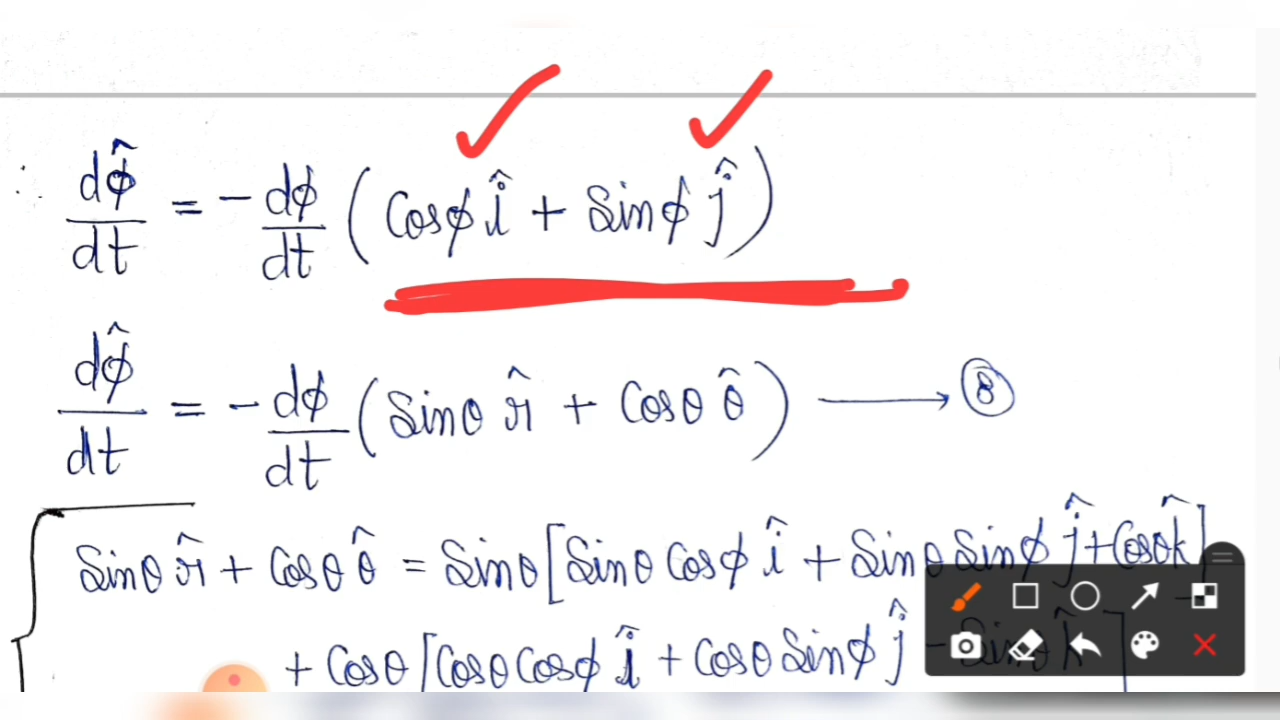 ∴ dφ̂/dt = - dφ/dt (Cosφ î + Sinφ ĵ)
dφ̂/dt = - dφ/dt (Sinθ r̂ + Cosθ θ̂) ⟶ ⑧
Sinθ r̂ + Cosθ θ̂ = Sinθ [Sinθ Cosφ î + Sinθ Sinφ ĵ + Cosθ k̂]
+ Cosθ [Cosθ Cosφ î + Cosθ Sinφ ĵ - Sinθ k̂]